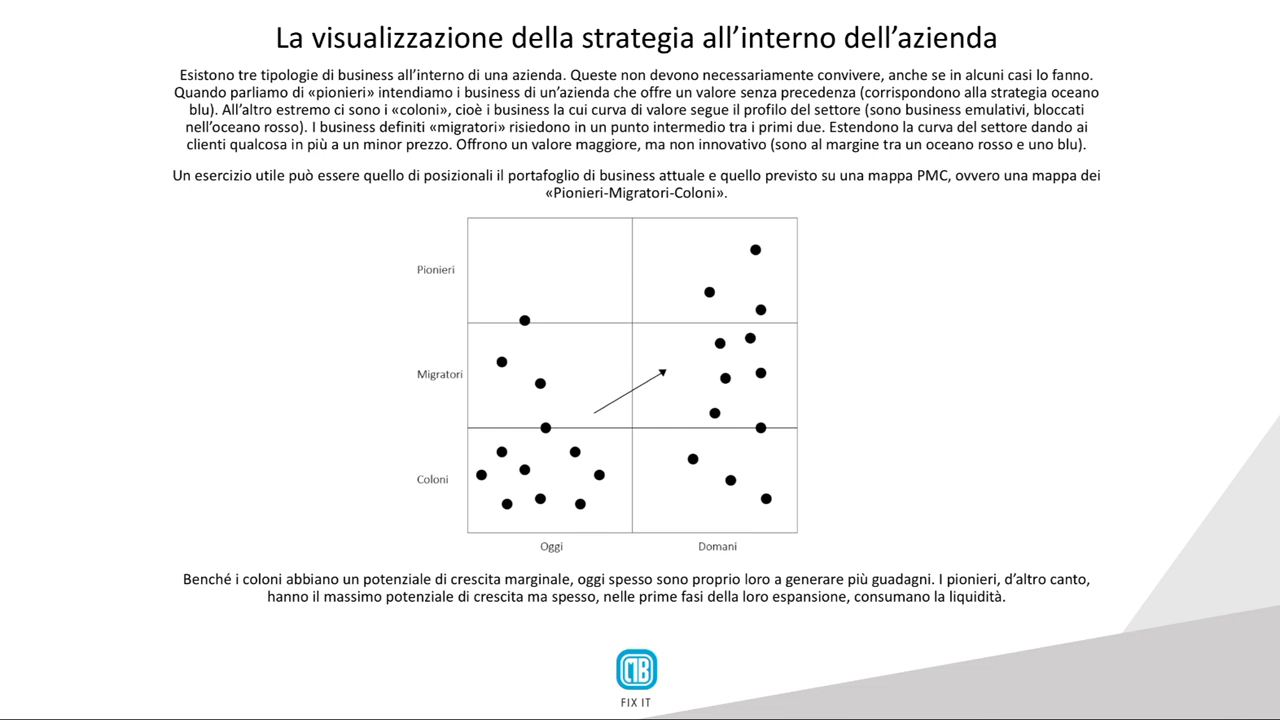 La visualizzazione della strategia all’interno dell’azienda
Esistono tre tipologie di business all’interno di una azienda. Queste non devono necessariamente convivere, anche se in alcuni casi lo fanno.
Quando parliamo di «pionieri» intendiamo i business di un’azienda che offre un valore senza precedenza (corrispondono alla strategia oceano
blu). All’altro estremo ci sono i «coloni», cioè i business la cui curva di valore segue il profilo del settore (sono business emulativi, bloccati
nell’oceano rosso). I business definiti «migratori» risiedono in un punto intermedio tra i primi due. Estendono la curva del settore dando ai
clienti qualcosa in più a un minor prezzo. Offrono un valore maggiore, ma non innovativo (sono al margine tra un oceano rosso e uno blu).
Un esercizio utile può essere quello di posizionali il portafoglio di business attuale e quello previsto su una mappa PMC, ovvero una mappa dei
«Pionieri-Migratori-Coloni».
Pionieri
Migratori
Coloni
Oggi
Domani
Benché i coloni abbiano un potenziale di crescita marginale, oggi spesso sono proprio loro a generare più guadagni. I pionieri, d’altro canto,
hanno il massimo potenziale di crescita ma spesso, nelle prime fasi della loro espansione, consumano la liquidità.
CMB
FIX IT